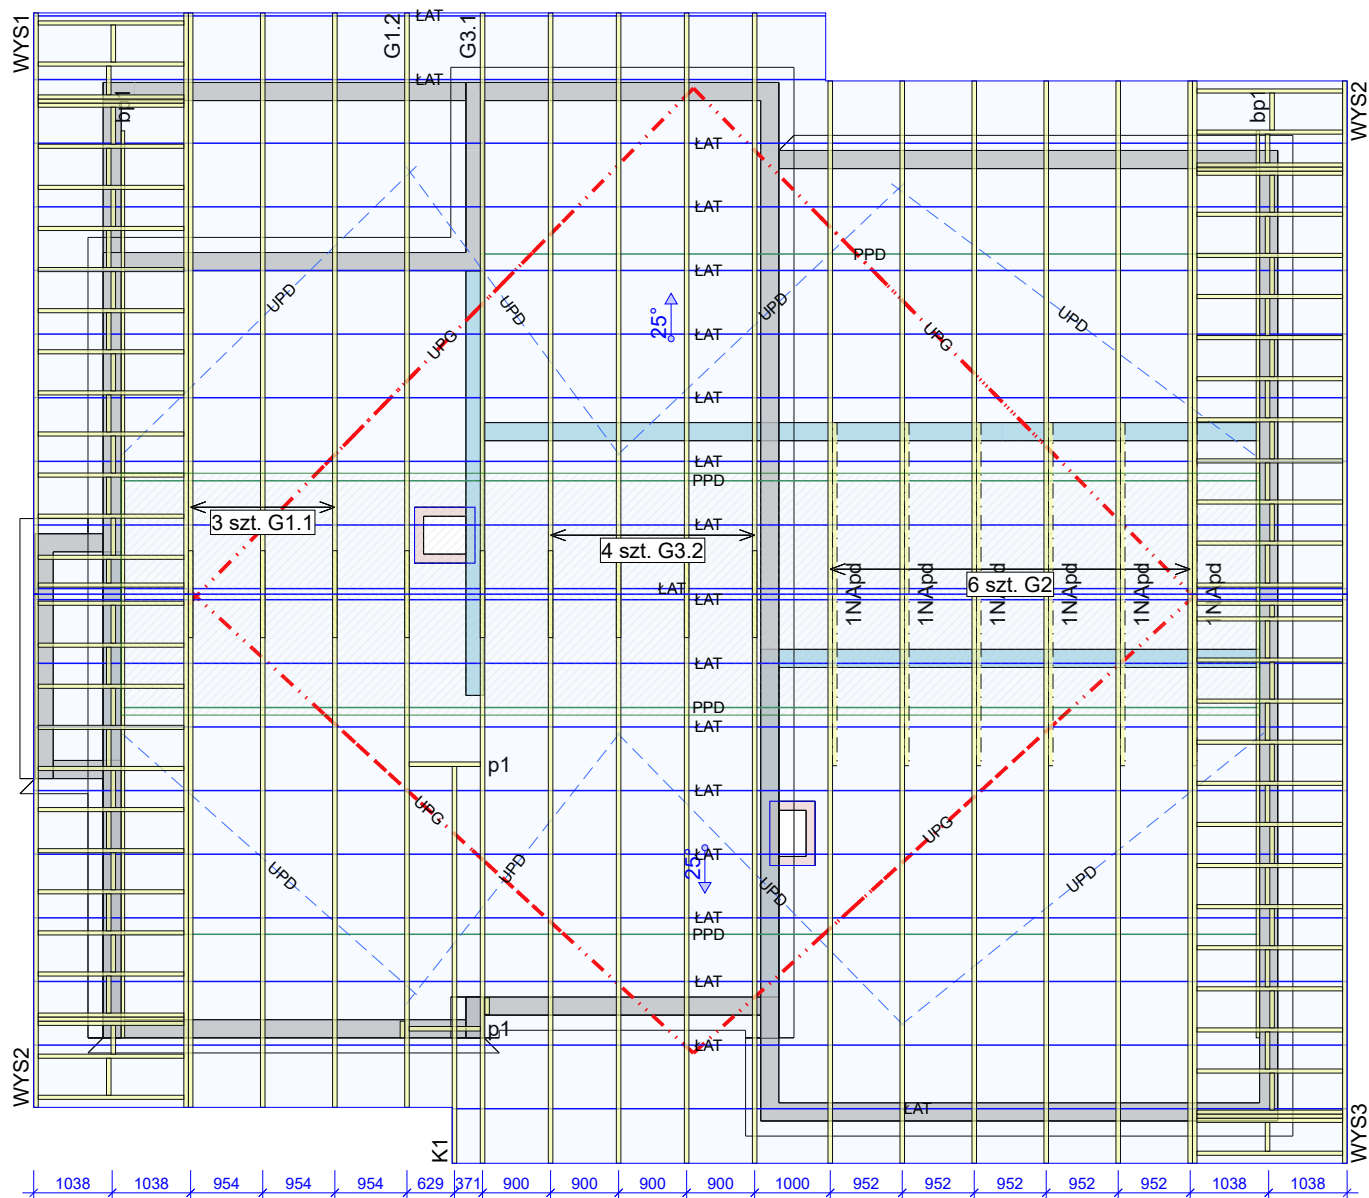 WYS1
G1.2
G3.1
ŁAT
ŁAT
WYS2
bp1
bp1
ŁAT
ŁAT
PPD
ŁAT
UPD
UPD
UPD
UPD
25°
UPG
ŁAT
UPG
ŁAT
ŁAT
PPD
3 szt. G1.1
ŁAT
4 szt. G3.2
6 szt. G2
ŁAT
ŁAT
1NApd
1NApd
1NApd
1NApd
1NApd
1NApd
ŁAT
PPD
ŁAT
p1
ŁAT
UPG
UPG
ŁAT
25°
UPD
UPD
UPD
UPD
ŁAT
PPD
ŁAT
p1
ŁAT
WYS2
ŁAT
K1
WYS3
1038 1038 954 954 954 629 371 900 900 900 900 1000 952 952 952 952 952 1038 1038